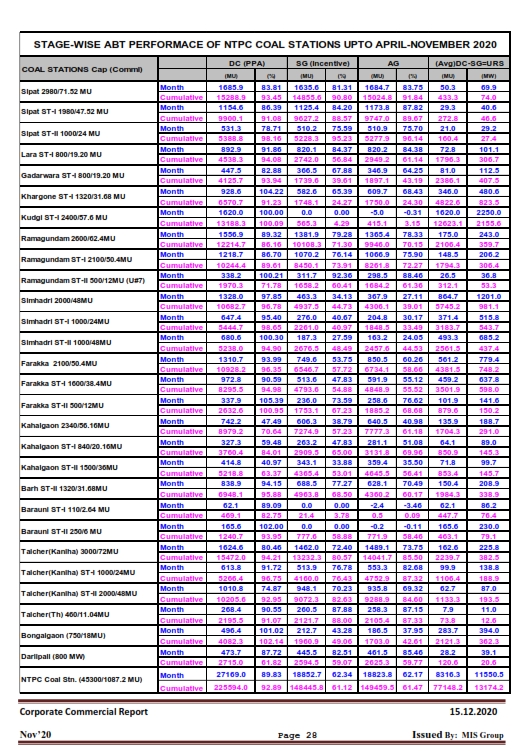 STAGE-WISE ABT PERFORMACE OF NTPC COAL STATIONS UPTO APRIL-NOVEMBER 2020
COAL STATIONS Cap (Comml) DC (PPA) SG (Incentive) AG (Avg)DC-SG=URS
(MU) (%) (MU) (%) (MU) (%) (MU) (MW)
Sipat 2980/71.52 MU Month 1685.9 83.81 1635.6 81.31 1684.7 83.75 50.3 69.9
Cumulative 15288.9 93.45 14855.6 90.80 15024.8 91.84 433.3 74.0
Sipat ST-I 1980/47.52 MU Month 1154.6 86.39 1125.4 84.20 1173.8 87.82 29.3 40.6
Cumulative 9900.1 91.08 9627.2 88.57 9747.0 89.67 272.8 46.6
Sipat ST-II 1000/24 MU Month 531.3 78.71 510.2 75.59 510.9 75.70 21.0 29.2
Cumulative 5388.8 98.16 5228.3 95.23 5277.9 96.14 160.4 27.4
Lara ST-I 800/19.20 MU Month 892.9 91.86 820.1 84.37 820.2 84.38 72.8 101.1
Cumulative 4538.3 94.08 2742.0 56.84 2949.2 61.14 1796.3 306.7
Gadarwara ST-I 800/19.20 MU Month 447.5 82.88 366.5 67.88 346.9 64.25 81.0 112.5
Cumulative 4125.7 93.94 1739.6 39.61 1897.1 43.19 2386.1 407.5
Khargone ST-I 1320/31.68 MU Month 928.6 104.22 582.6 65.39 609.7 68.43 346.0 480.6
Cumulative 6570.7 91.23 1748.1 24.27 1750.0 24.30 4822.6 823.5
Kudgi ST-I 2400/57.6 MU Month 1620.0 100.00 0.0 0.00 -5.0 -0.31 1620.0 2250.0
Cumulative 13188.3 100.09 565.3 4.29 415.1 3.15 12623.1 2155.6
Ramagundam 2600/62.4MU Month 1556.9 89.32 1381.9 79.28 1365.4 78.33 175.0 243.0
Cumulative 12214.7 86.16 10108.3 71.30 9946.0 70.15 2106.4 359.7
Ramagundam ST-I 2100/50.4MU Month 1218.7 86.70 1070.2 76.14 1066.9 75.90 148.5 206.2
Cumulative 10244.4 89.61 8450.1 73.91 8261.8 72.27 1794.3 306.4
Ramagundam ST-II 500/12MU (U#7) Month 338.2 100.21 311.7 92.36 298.5 88.46 26.5 36.8
Cumulative 1970.3 71.78 1658.2 60.41 1684.2 61.36 312.1 53.3
Simhadri 2000/48MU Month 1328.0 97.85 463.3 34.13 367.9 27.11 864.7 1201.0
Cumulative 10682.7 96.78 4937.5 44.73 4306.1 39.01 5745.2 981.1
Simhadri ST-I 1000/24MU Month 647.4 95.40 276.0 40.67 204.8 30.17 371.4 515.8
Cumulative 5444.7 98.65 2261.0 40.97 1848.5 33.49 3183.7 543.7
Simhadri ST-II 1000/48MU Month 680.6 100.30 187.3 27.59 163.2 24.05 493.3 685.2
Cumulative 5238.0 94.90 2676.5 48.49 2457.6 44.53 2561.5 437.4
Farakka 2100/50.4MU Month 1310.7 93.99 749.6 53.75 850.5 60.26 561.2 779.4
Cumulative 10928.2 96.35 6546.7 57.72 6734.1 58.66 4381.5 748.2
Farakka ST-I 1600/38.4MU Month 972.8 90.59 513.6 47.83 591.9 55.12 459.2 637.8
Cumulative 8295.5 94.98 4793.6 54.88 4848.9 55.52 3501.9 598.0
Farakka ST-II 500/12MU Month 337.9 105.39 236.0 73.59 258.6 76.62 101.9 141.6
Cumulative 2632.6 100.95 1753.1 67.23 1885.2 68.68 879.6 150.2
Kahalgaon 2340/56.16MU Month 742.2 47.49 606.3 38.79 640.5 40.98 135.9 188.7
Cumulative 8979.2 70.64 7274.9 57.23 7777.3 61.18 1704.3 291.0
Kahalgaon ST-I 840/20.16MU Month 327.3 59.48 263.2 47.83 281.1 51.08 64.1 89.0
Cumulative 3760.4 84.01 2909.5 65.00 3131.8 69.96 850.9 145.3
Kahalgaon ST-II 1500/36MU Month 414.8 40.97 343.1 33.88 359.4 35.50 71.8 99.7
Cumulative 5218.8 63.37 4365.4 53.01 4645.5 56.41 853.4 145.7
Barh ST-II 1320/31.68MU Month 838.9 94.15 688.5 77.27 628.1 70.49 150.4 208.9
Cumulative 6948.1 95.88 4963.8 68.50 4360.2 60.17 1984.3 338.9
Barauni ST-I 110/2.64 MU Month 62.1 89.09 0.0 0.00 -2.4 -3.46 62.1 86.2
Cumulative 469.1 82.75 21.4 3.78 0.5 0.09 447.7 76.4
Barauni ST-II 250/6 MU Month 165.6 102.00 0.0 0.00 -0.2 -0.11 165.6 230.0
Cumulative 1240.7 93.95 777.6 58.88 771.9 58.46 463.1 79.1
Talcher(Kaniha) 3000/72MU Month 1624.6 80.46 1462.0 72.40 1489.1 73.75 162.6 225.8
Cumulative 15472.0 94.21 13232.3 80.57 14041.7 85.50 2239.7 382.5
Talcher(Kaniha) ST-I 1000/24MU Month 613.8 91.72 513.9 76.78 553.3 82.68 99.9 138.8
Cumulative 5266.4 96.75 4160.0 76.43 4752.9 87.32 1106.4 188.9
Talcher(Kaniha) ST-II 2000/48MU Month 1010.8 74.87 948.1 70.23 935.8 69.32 62.7 87.0
Cumulative 10205.6 92.95 9072.3 82.63 9288.9 84.60 1133.3 193.5
Talcher(Th) 460/11.04MU Month 268.4 90.55 260.5 87.88 258.3 87.15 7.9 11.0
Cumulative 2195.5 91.07 2121.7 88.00 2105.4 87.33 73.8 12.6
Bongaigaon (750/18MU) Month 496.4 101.02 212.7 43.28 186.5 37.95 283.7 394.0
Cumulative 4082.3 102.14 1960.9 49.06 1703.0 42.61 2121.3 362.3
Darlipali (800 MW) Month 473.7 87.72 445.5 82.51 461.5 85.46 28.2 39.1
Cumulative 2715.0 61.82 2594.5 59.07 2625.3 59.77 120.6 20.6
NTPC Coal Stn. (45300/1087.2 MU) Month 27169.0 89.83 18852.7 62.34 18823.8 62.17 8316.3 11550.5
Cumulative 225594.0 92.89 148445.8 61.12 149459.5 61.47 77148.2 13174.2
Corporate Commercial Report 15.12.2020
Nov'20 Page 28 Issued By: MIS Group